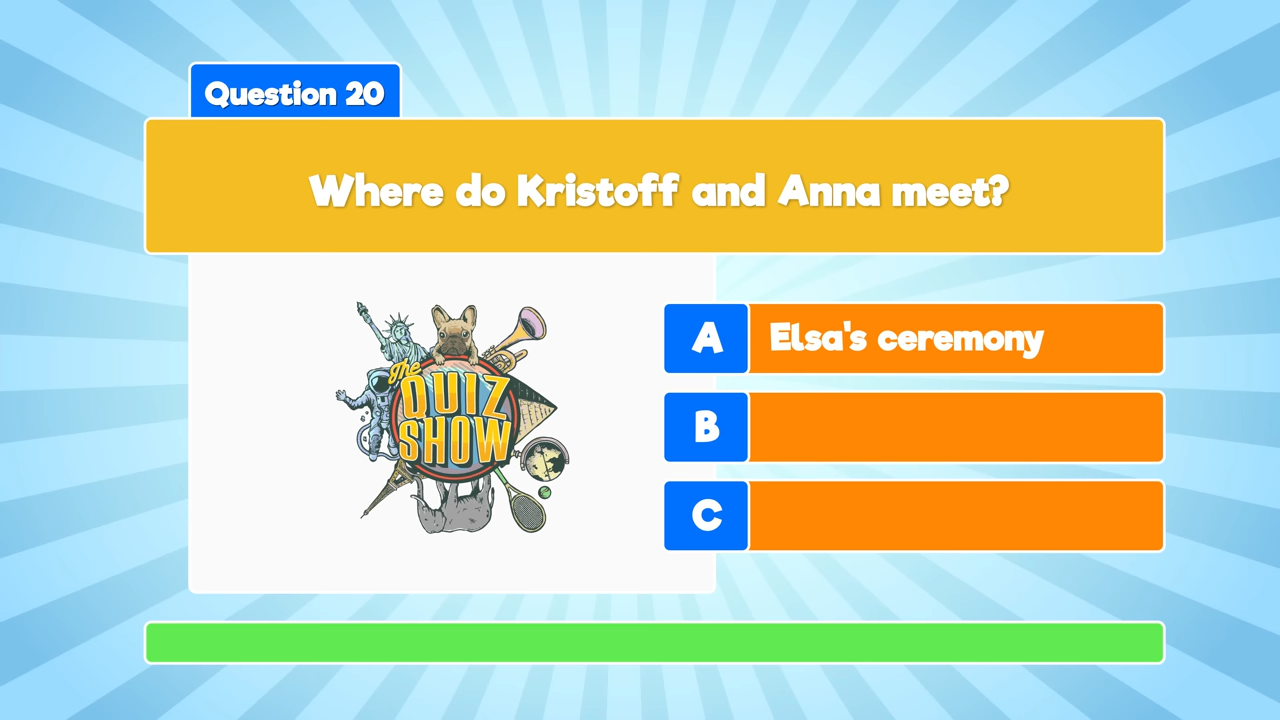 Question 20
Where do Kristoff and Anna meet?
The
QUIZ
SHOW
A
Elsa's ceremony
B
C